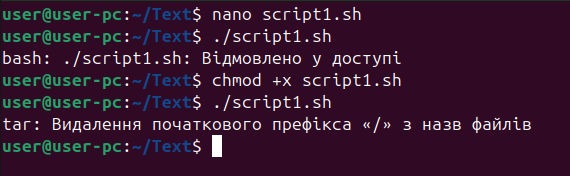 user@user-pc:~/Text$ nano script1.sh
user@user-pc:~/Text$ ./script1.sh
bash: ./script1.sh: Відмовлено у доступі
user@user-pc:~/Text$ chmod +x script1.sh
user@user-pc:~/Text$ ./script1.sh
tar: Видалення початкового префікса «/» з назв файлів
user@user-pc:~/Text$